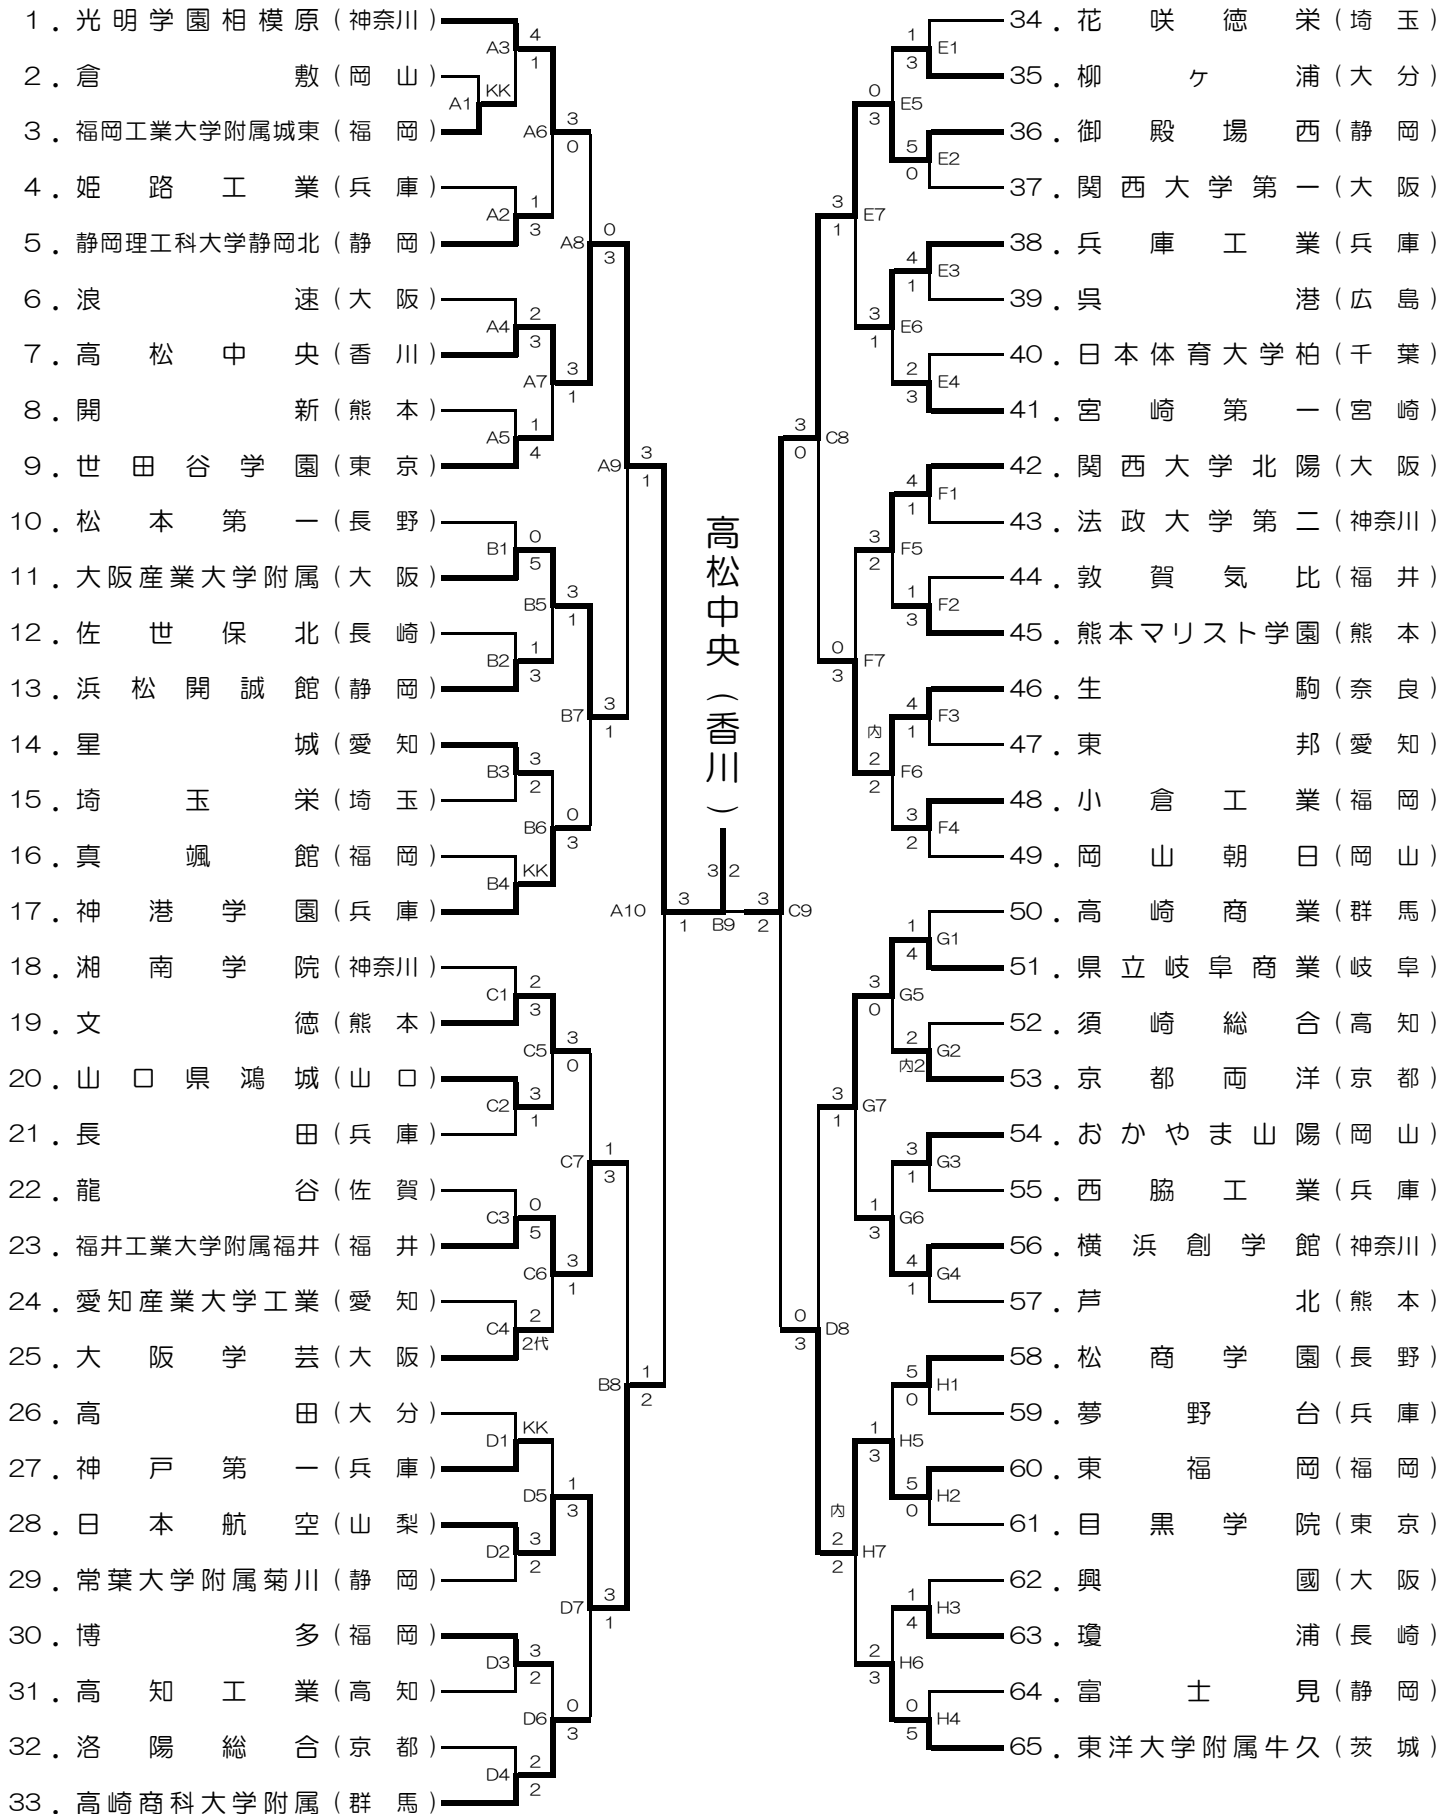 1．光明学園相模原（神奈川）
2．倉敷（岡山）
3．福岡工業大学附属城東（福岡）
4．姫路工業（兵庫）
5．静岡理工科大学静岡北（静岡）
6．浪速（大阪）
7．高松中央（香川）
8．開新（熊本）
9．世田谷学園（東京）
10．松本第一（長野）
11．大阪産業大学附属（大阪）
12．佐世保北（長崎）
13．浜松開誠館（静岡）
14．星城（愛知）
15．埼玉栄（埼玉）
16．真颯館（福岡）
17．神港学園（兵庫）
18．湘南学院（神奈川）
19．文徳（熊本）
20．山口県鴻城（山口）
21．長田（兵庫）
22．龍谷（佐賀）
23．福井工業大学附属福井（福井）
24．愛知産業大学工業（愛知）
25．大阪学芸（大阪）
26．高田（大分）
27．神戸第一（兵庫）
28．日本航空（山梨）
29．常葉大学附属菊川（静岡）
30．博多（福岡）
31．高知工業（高知）
32．洛陽総合（京都）
33．高崎商科大学附属（群馬）
A3 4 1
A1 KK
A6 3 0
A2 1 3
A8 0 3
A4 2 3
A7 3 1
A5 1 4
A9 3 1
B1 0 5
B5 3 1
B2 1 3
B7 3 1
B3 3 2
B6 0 3
B4 KK
A10 3 1
C1 2 3
C5 3 0
C2 3 1
C7 1 3
C3 0 5
C6 3 1
C4 2 2代
B8 1 2
D1 KK
D5 1 3
D2 3 2
D7 3 1
D3 3 2
D6 0 3
D4 2 2
高松中央（香川）
3 2
B9
1 3 E1
0 3 E5
5 0 E2
3 1 E7
4 1 E3
3 1 E6
2 3 E4
3 0 C8
4 1 F1
3 2 F5
1 3 F2
0 3 F7
4 1 F3
内 2 2 F6
3 2 F4
3 2 C9
1 4 G1
3 0 G5
2 内2 G2
3 1 G7
3 1 G3
1 3 G6
4 1 G4
0 3 D8
5 0 H1
1 3 H5
5 0 H2
内 2 2 H7
1 4 H3
2 3 H6
0 5 H4
34．花咲徳栄（埼玉）
35．柳ヶ浦（大分）
36．御殿場西（静岡）
37．関西大学第一（大阪）
38．兵庫工業（兵庫）
39．呉港（広島）
40．日本体育大学柏（千葉）
41．宮崎第一（宮崎）
42．関西大学北陽（大阪）
43．法政大学第二（神奈川）
44．敦賀気比（福井）
45．熊本マリスト学園（熊本）
46．生駒（奈良）
47．東邦（愛知）
48．小倉工業（福岡）
49．岡山朝日（岡山）
50．高崎商業（群馬）
51．県立岐阜商業（岐阜）
52．須崎総合（高知）
53．京都両洋（京都）
54．おかやま山陽（岡山）
55．西脇工業（兵庫）
56．横浜創学館（神奈川）
57．芦北（熊本）
58．松商学園（長野）
59．夢野台（兵庫）
60．東福岡（福岡）
61．目黒学院（東京）
62．興國（大阪）
63．瓊浦（長崎）
64．富士見（静岡）
65．東洋大学附属牛久（茨城）